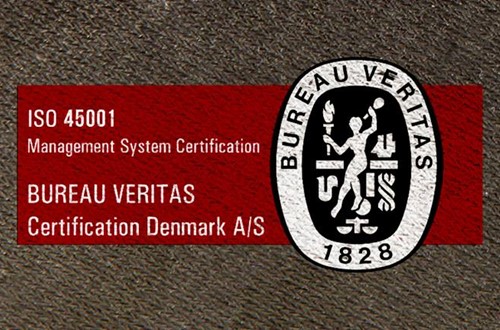 ISO 45001
Management System Certification
BUREAU VERITAS
Certification Denmark A/S
BUREAU VERITAS
1828